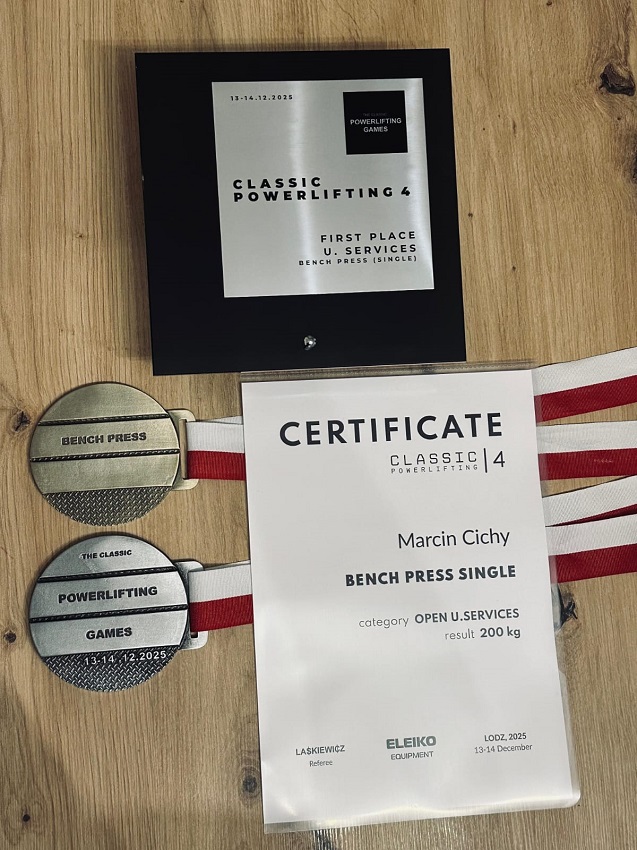 13-14.12.2025
THE CLASSIC
POWERLIFTING
GAMES
CLASSIC
POWERLIFTING 4
FIRST PLACE
U. SERVICES
BENCH PRESS (SINGLE)
BENCH PRESS
THE CLASSIC
POWERLIFTING
GAMES
13-14.12.2025
CERTIFICATE
CLASSIC
POWERLIFTING
4
Marcin Cichy
BENCH PRESS SINGLE
category OPEN U.SERVICES
result 200 kg
LA$KIEWI₵Z
Referee
ELEIKO
EQUIPMENT
LODZ, 2025
13-14 December